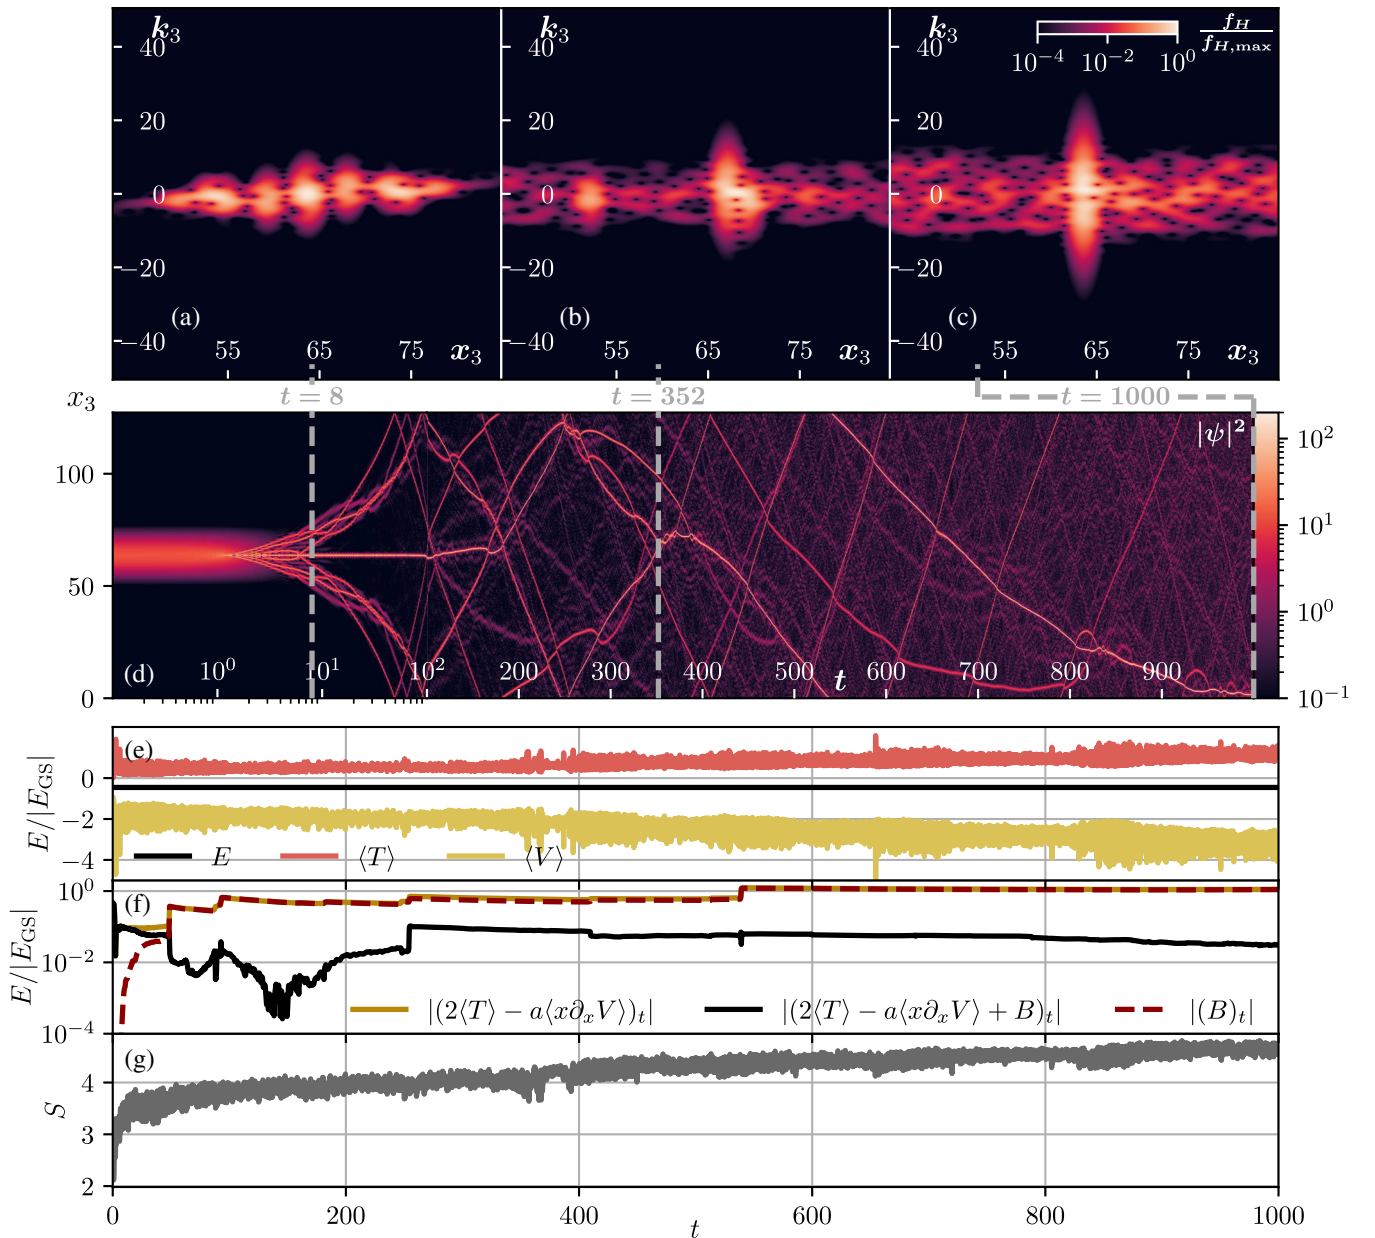 k₃ k₃ k₃
40 40 40
20 20 20
0 0 0
−20 −20 −20
−40 −40 −40
f_H / f_{H,max}
10⁻⁴ 10⁻² 10⁰
(a) (b) (c)
55 65 75 x₃ 55 65 75 x₃ 55 65 75 x₃
t = 8 t = 352 t = 1000
x₃
100
50
0
|ψ|²
10²
10¹
10⁰
10⁻¹
(d) 10⁰ 10¹ 10² 200 300 400 500 t 600 700 800 900
(e)
E/|E_GS|
0
−2
−4
E ⟨T⟩ ⟨V⟩
(f)
E/|E_GS|
10⁰
10⁻²
10⁻⁴
|(2⟨T⟩ − a⟨x∂ₓV⟩)ₜ| |(2⟨T⟩ − a⟨x∂ₓV⟩ + B)ₜ| |(B)ₜ|
(g)
S
4
3
2
0 200 400 600 800 1000
t